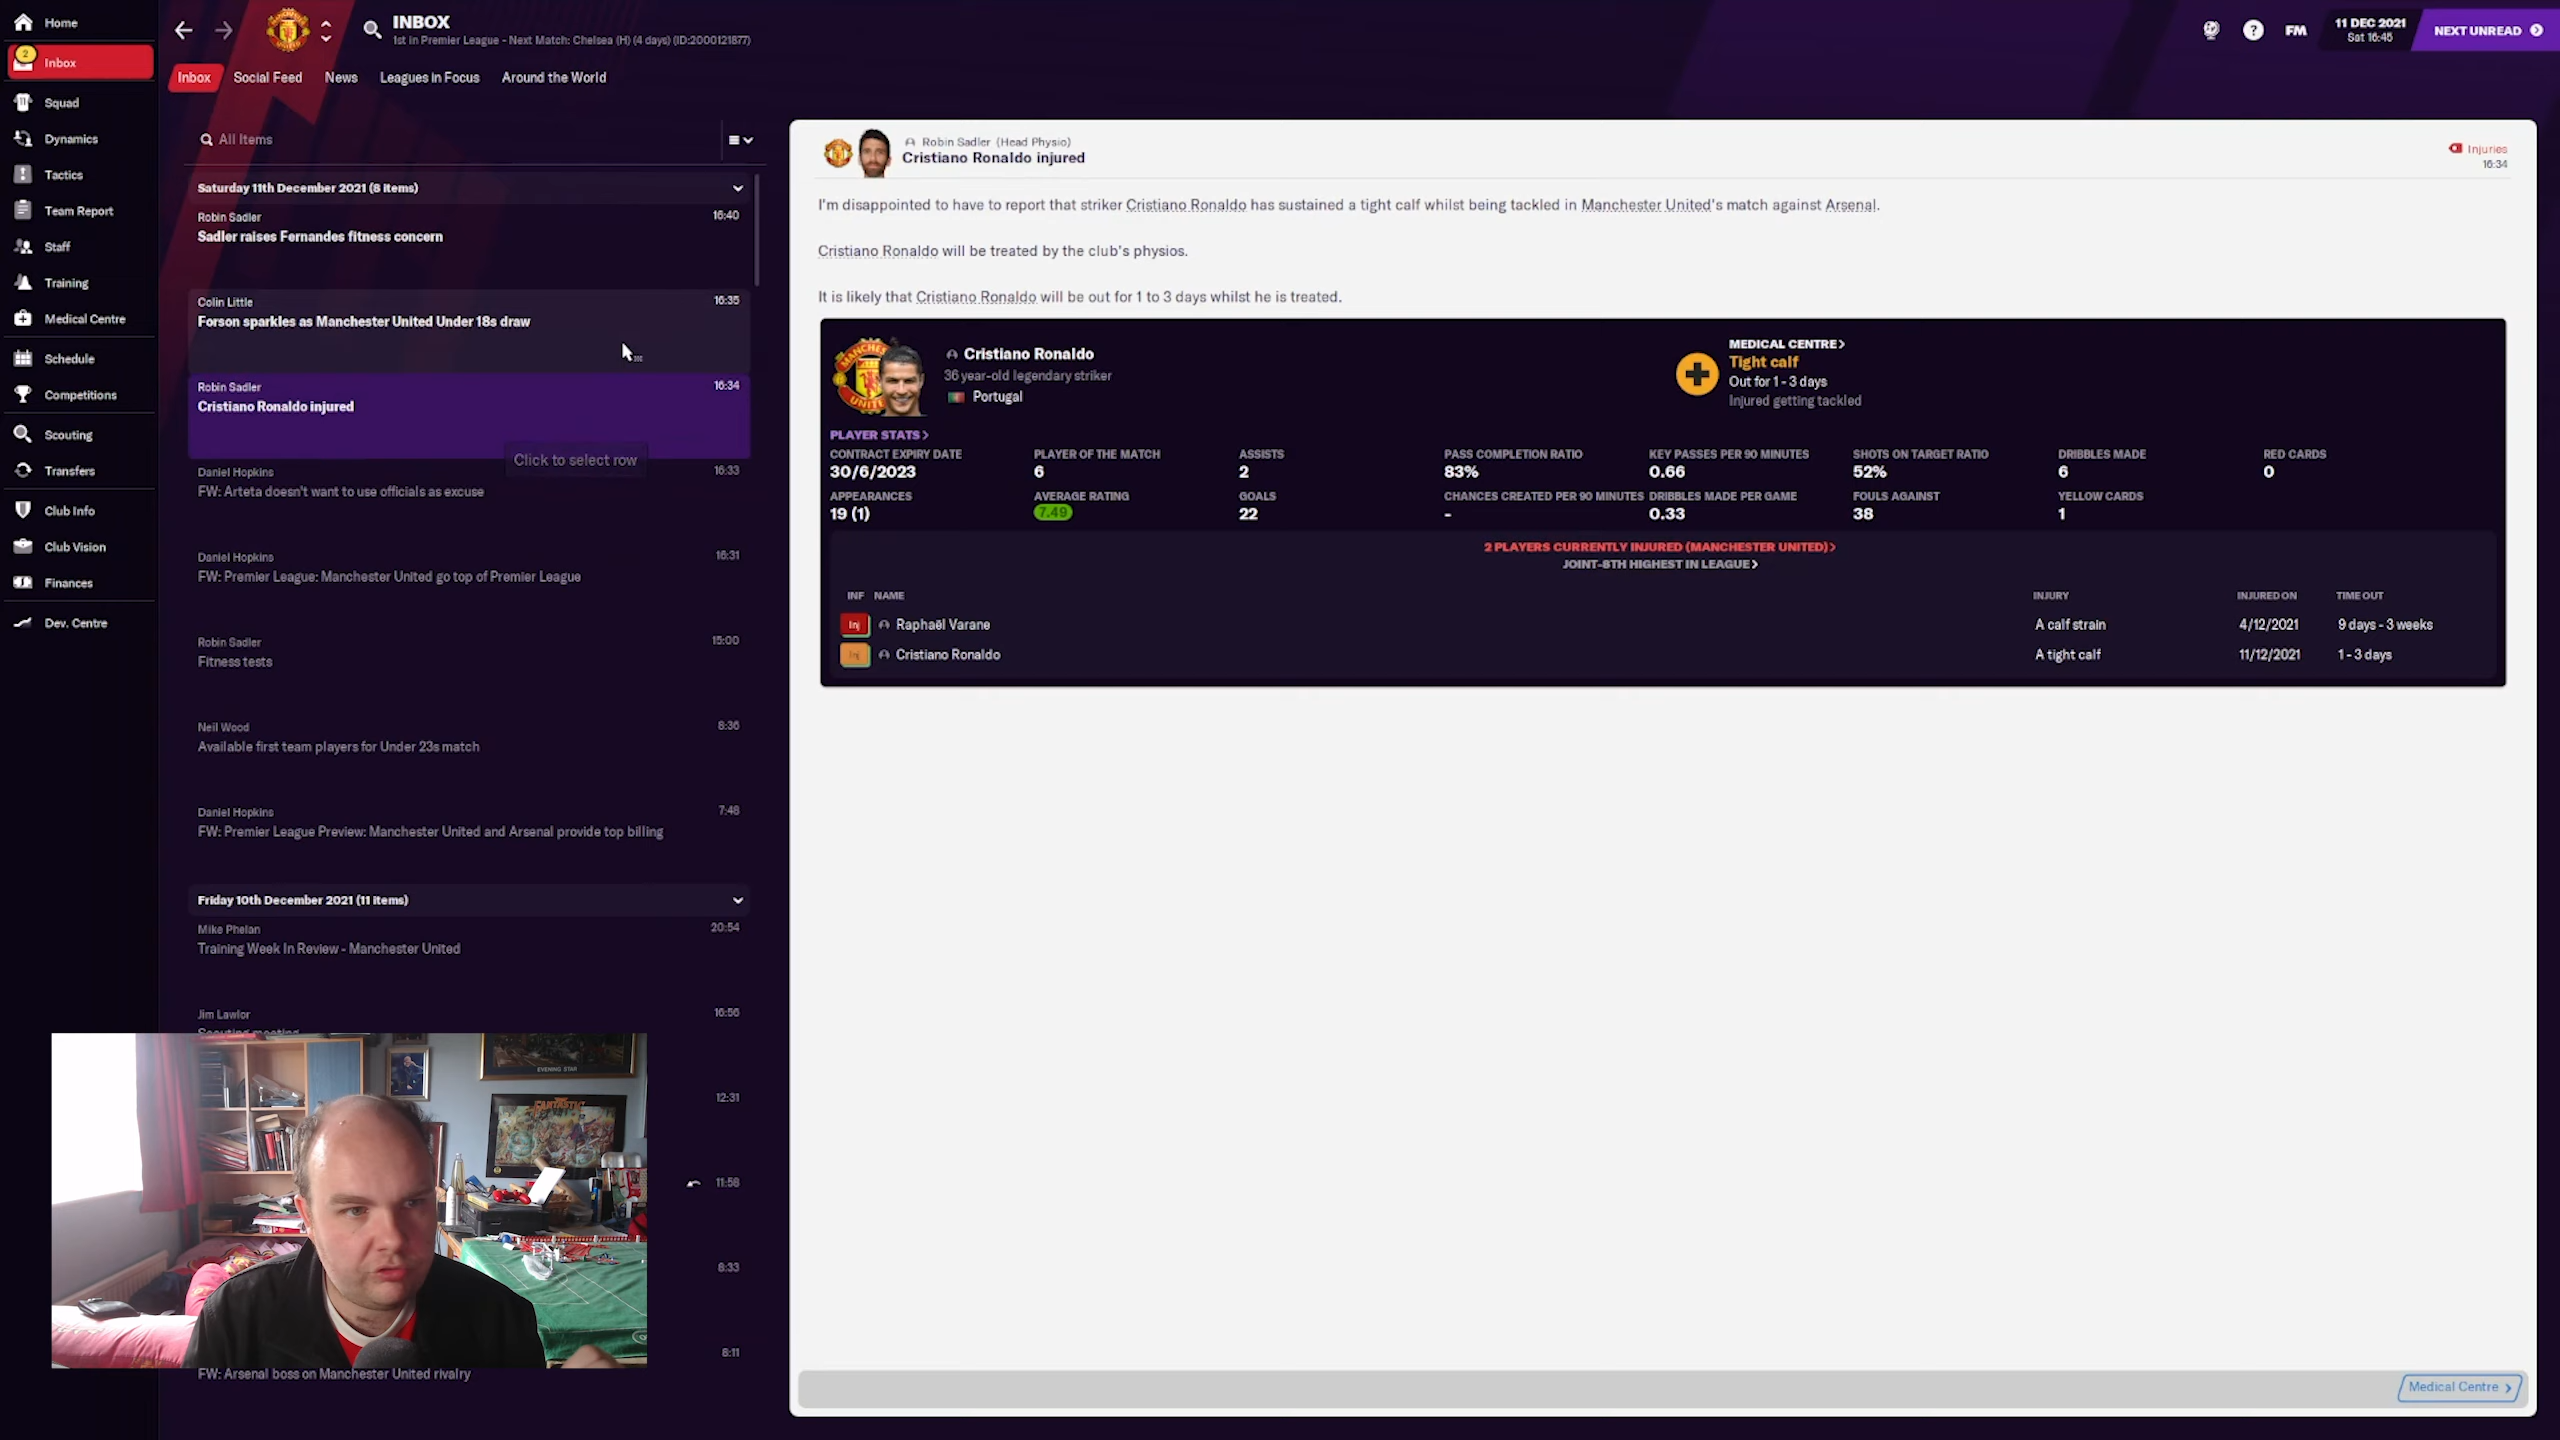 Home
2
Inbox
Squad
Dynamics
Tactics
Team Report
Staff
Training
Medical Centre
Schedule
Competitions
Scouting
Transfers
Club Info
Club Vision
Finances
Dev. Centre
INBOX
1st in Premier League - Next Match: Chelsea (H) (4 days) (ID:2000121877)
FM
11 DEC 2021
Sat 16:45
NEXT UNREAD
Inbox Social Feed News Leagues in Focus Around the World
All Items
Saturday 11th December 2021 (8 items)
Robin Sadler 16:40
Sadler raises Fernandes fitness concern
Colin Little 16:35
Forson sparkles as Manchester United Under 18s draw
Robin Sadler 16:34
Cristiano Ronaldo injured
Click to select row
Daniel Hopkins 16:33
FW: Arteta doesn't want to use officials as excuse
Daniel Hopkins 16:31
FW: Premier League: Manchester United go top of Premier League
Robin Sadler 15:00
Fitness tests
Neil Wood 8:36
Available first team players for Under 23s match
Daniel Hopkins 7:48
FW: Premier League Preview: Manchester United and Arsenal provide top billing
Friday 10th December 2021 (11 items)
Mike Phelan 20:54
Training Week In Review - Manchester United
Jim Lawlor 16:56
Scouting meeting
12:31
11:58
8:33
8:11
FW: Arsenal boss on Manchester United rivalry
EVENING STAR
FANTASTIC
Robin Sadler (Head Physio)
Cristiano Ronaldo injured
Injuries
16:34
I'm disappointed to have to report that striker Cristiano Ronaldo has sustained a tight calf whilst being tackled in Manchester United's match against Arsenal.
Cristiano Ronaldo will be treated by the club's physios.
It is likely that Cristiano Ronaldo will be out for 1 to 3 days whilst he is treated.
Cristiano Ronaldo
36 year-old legendary striker
Portugal
MEDICAL CENTRE >
Tight calf
Out for 1 - 3 days
Injured getting tackled
PLAYER STATS >
CONTRACT EXPIRY DATE PLAYER OF THE MATCH ASSISTS PASS COMPLETION RATIO KEY PASSES PER 90 MINUTES SHOTS ON TARGET RATIO DRIBBLES MADE RED CARDS
30/6/2023 6 2 83% 0.66 52% 6 0
APPEARANCES AVERAGE RATING GOALS CHANCES CREATED PER 90 MINUTES DRIBBLES MADE PER GAME FOULS AGAINST YELLOW CARDS
19 (1) 7.49 22 - 0.33 38 1
2 PLAYERS CURRENTLY INJURED (MANCHESTER UNITED) >
JOINT-8TH HIGHEST IN LEAGUE >
INF NAME INJURY INJURED ON TIME OUT
Inj Raphaël Varane A calf strain 4/12/2021 9 days - 3 weeks
Inj Cristiano Ronaldo A tight calf 11/12/2021 1 - 3 days
Medical Centre >